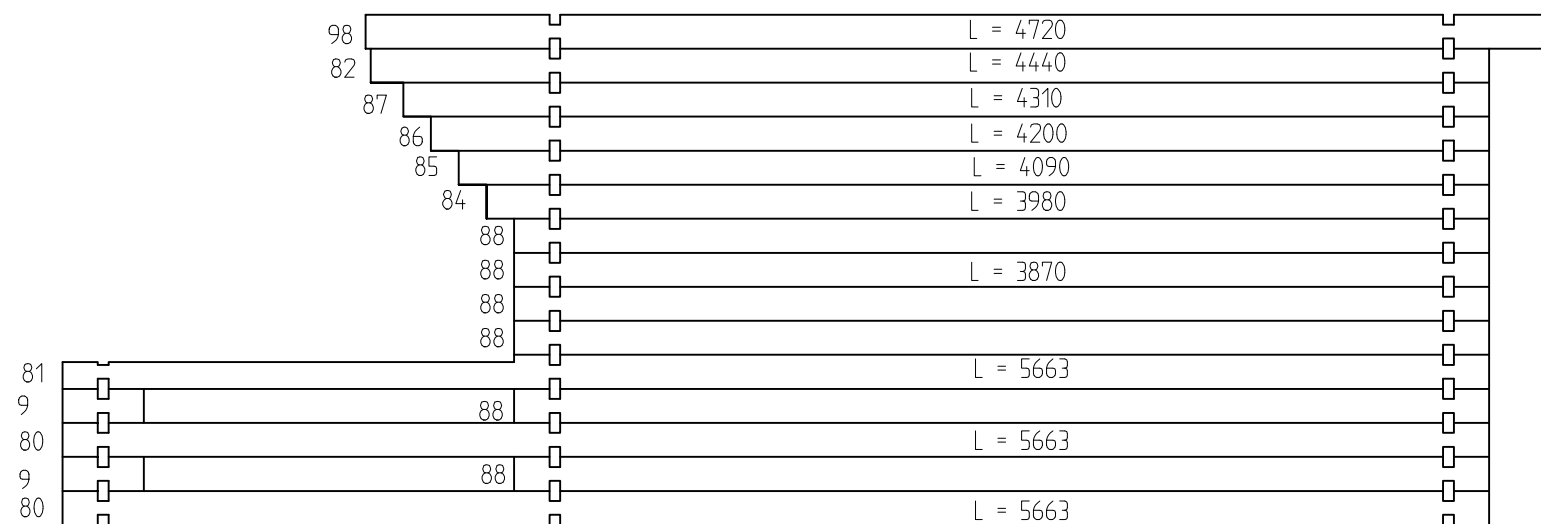 98 L = 4720
82 L = 4440
87 L = 4310
86 L = 4200
85 L = 4090
84 L = 3980
88
88 L = 3870
88
88
81 L = 5663
9 88
80 L = 5663
9 88
80 L = 5663